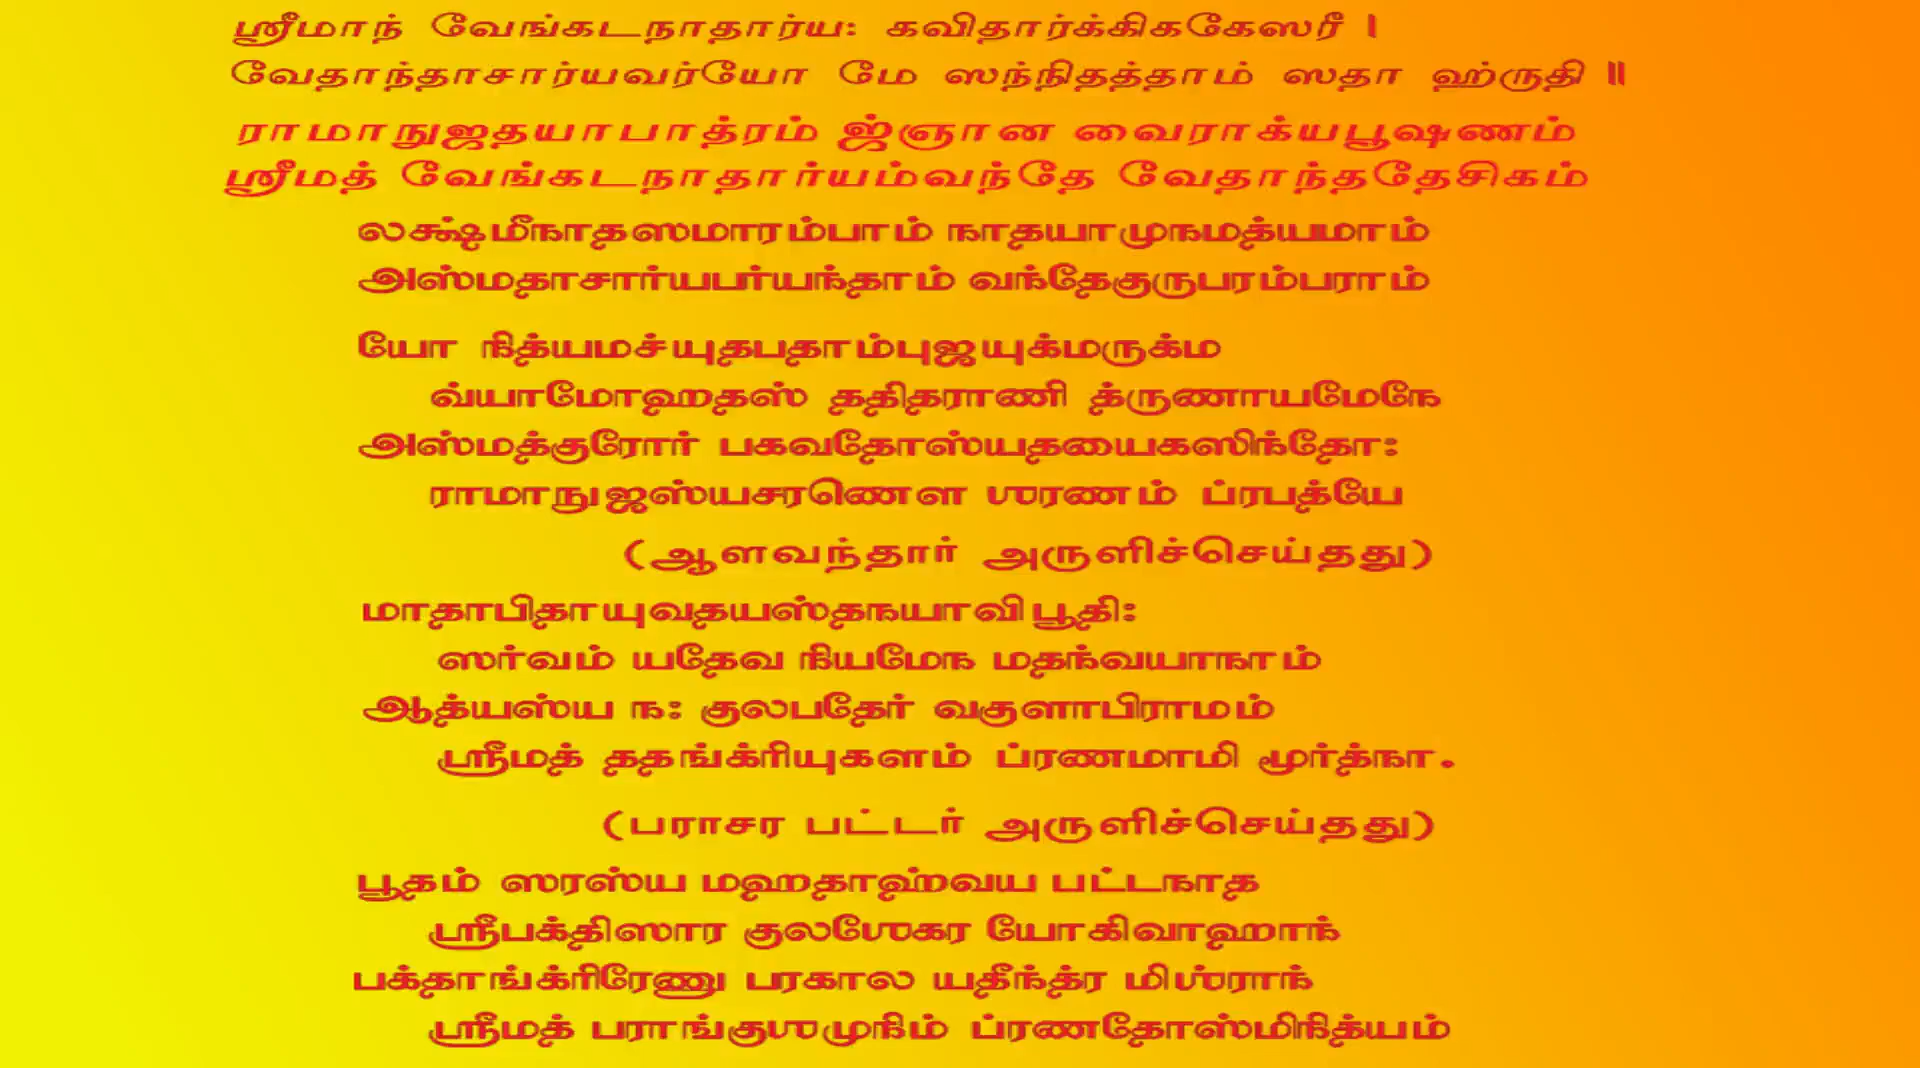 ஸ்ரீமாந் வேங்கடநாதார்ய: கவிதார்க்கிககேஸரீ |
வேதாந்தாசார்யவர்யோ மே ஸந்நிதத்தாம் ஸதா ஹ்ருதி ||
ராமாநுஜதயாபாத்ரம் ஜ்ஞான வைராக்யபூஷணம்
ஸ்ரீமத் வேங்கடநாதார்யம்வந்தே வேதாந்ததேசிகம்
லக்ஷ்மீநாதஸமாரம்பாம் நாதயாமுநமத்யமாம்
அஸ்மதாசார்யபர்யந்தாம் வந்தேகுருபரம்பராம்
யோ நித்யமச்யுதபதாம்புஜயுக்மருக்ம
வ்யாமோஹதஸ் ததிதராணி த்ருணாயமேநே
அஸ்மத்குரோர் பகவதோஸ்யதயைகஸிந்தோ:
ராமாநுஜஸ்யசரணௌ ஶரணம் ப்ரபத்யே
(ஆளவந்தார் அருளிச்செய்தது)
மாதாபிதாயுவதயஸ்தநயாவிபூதி:
ஸர்வம் யதேவ நியமேந மதந்வயாநாம்
ஆத்யஸ்ய ந: குலபதேர் வகுளாபிராமம்
ஸ்ரீமத் ததங்க்ரியுகளம் ப்ரணமாமி மூர்த்நா.
(பராசர பட்டர் அருளிச்செய்தது)
பூதம் ஸரஸ்ய மஹதாஹ்வய பட்டநாத
ஸ்ரீபக்திஸார குலஶேகர யோகிவாஹாந்
பக்தாங்க்ரிரேணு பரகால யதீந்த்ர மிஶ்ராந்
ஸ்ரீமத் பராங்குஶமுநிம் ப்ரணதோஸ்மிநித்யம்